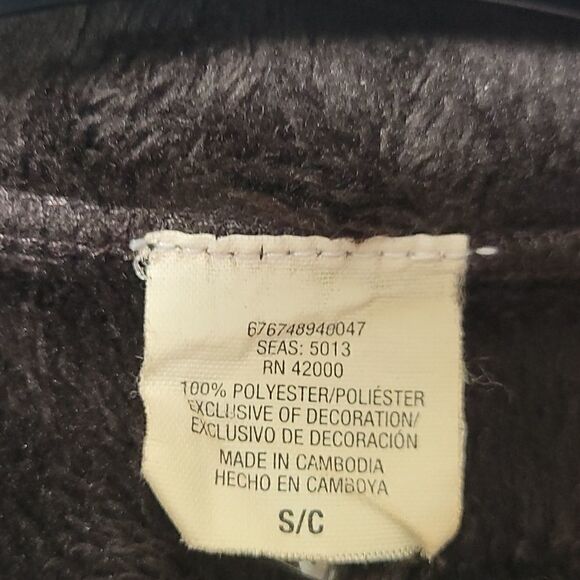 676748940047
SEAS: 5013
RN 42000
100% POLYESTER/POLIÉSTER
EXCLUSIVE OF DECORATION/
EXCLUSIVO DE DECORACIÓN
MADE IN CAMBODIA
HECHO EN CAMBOYA
S/C